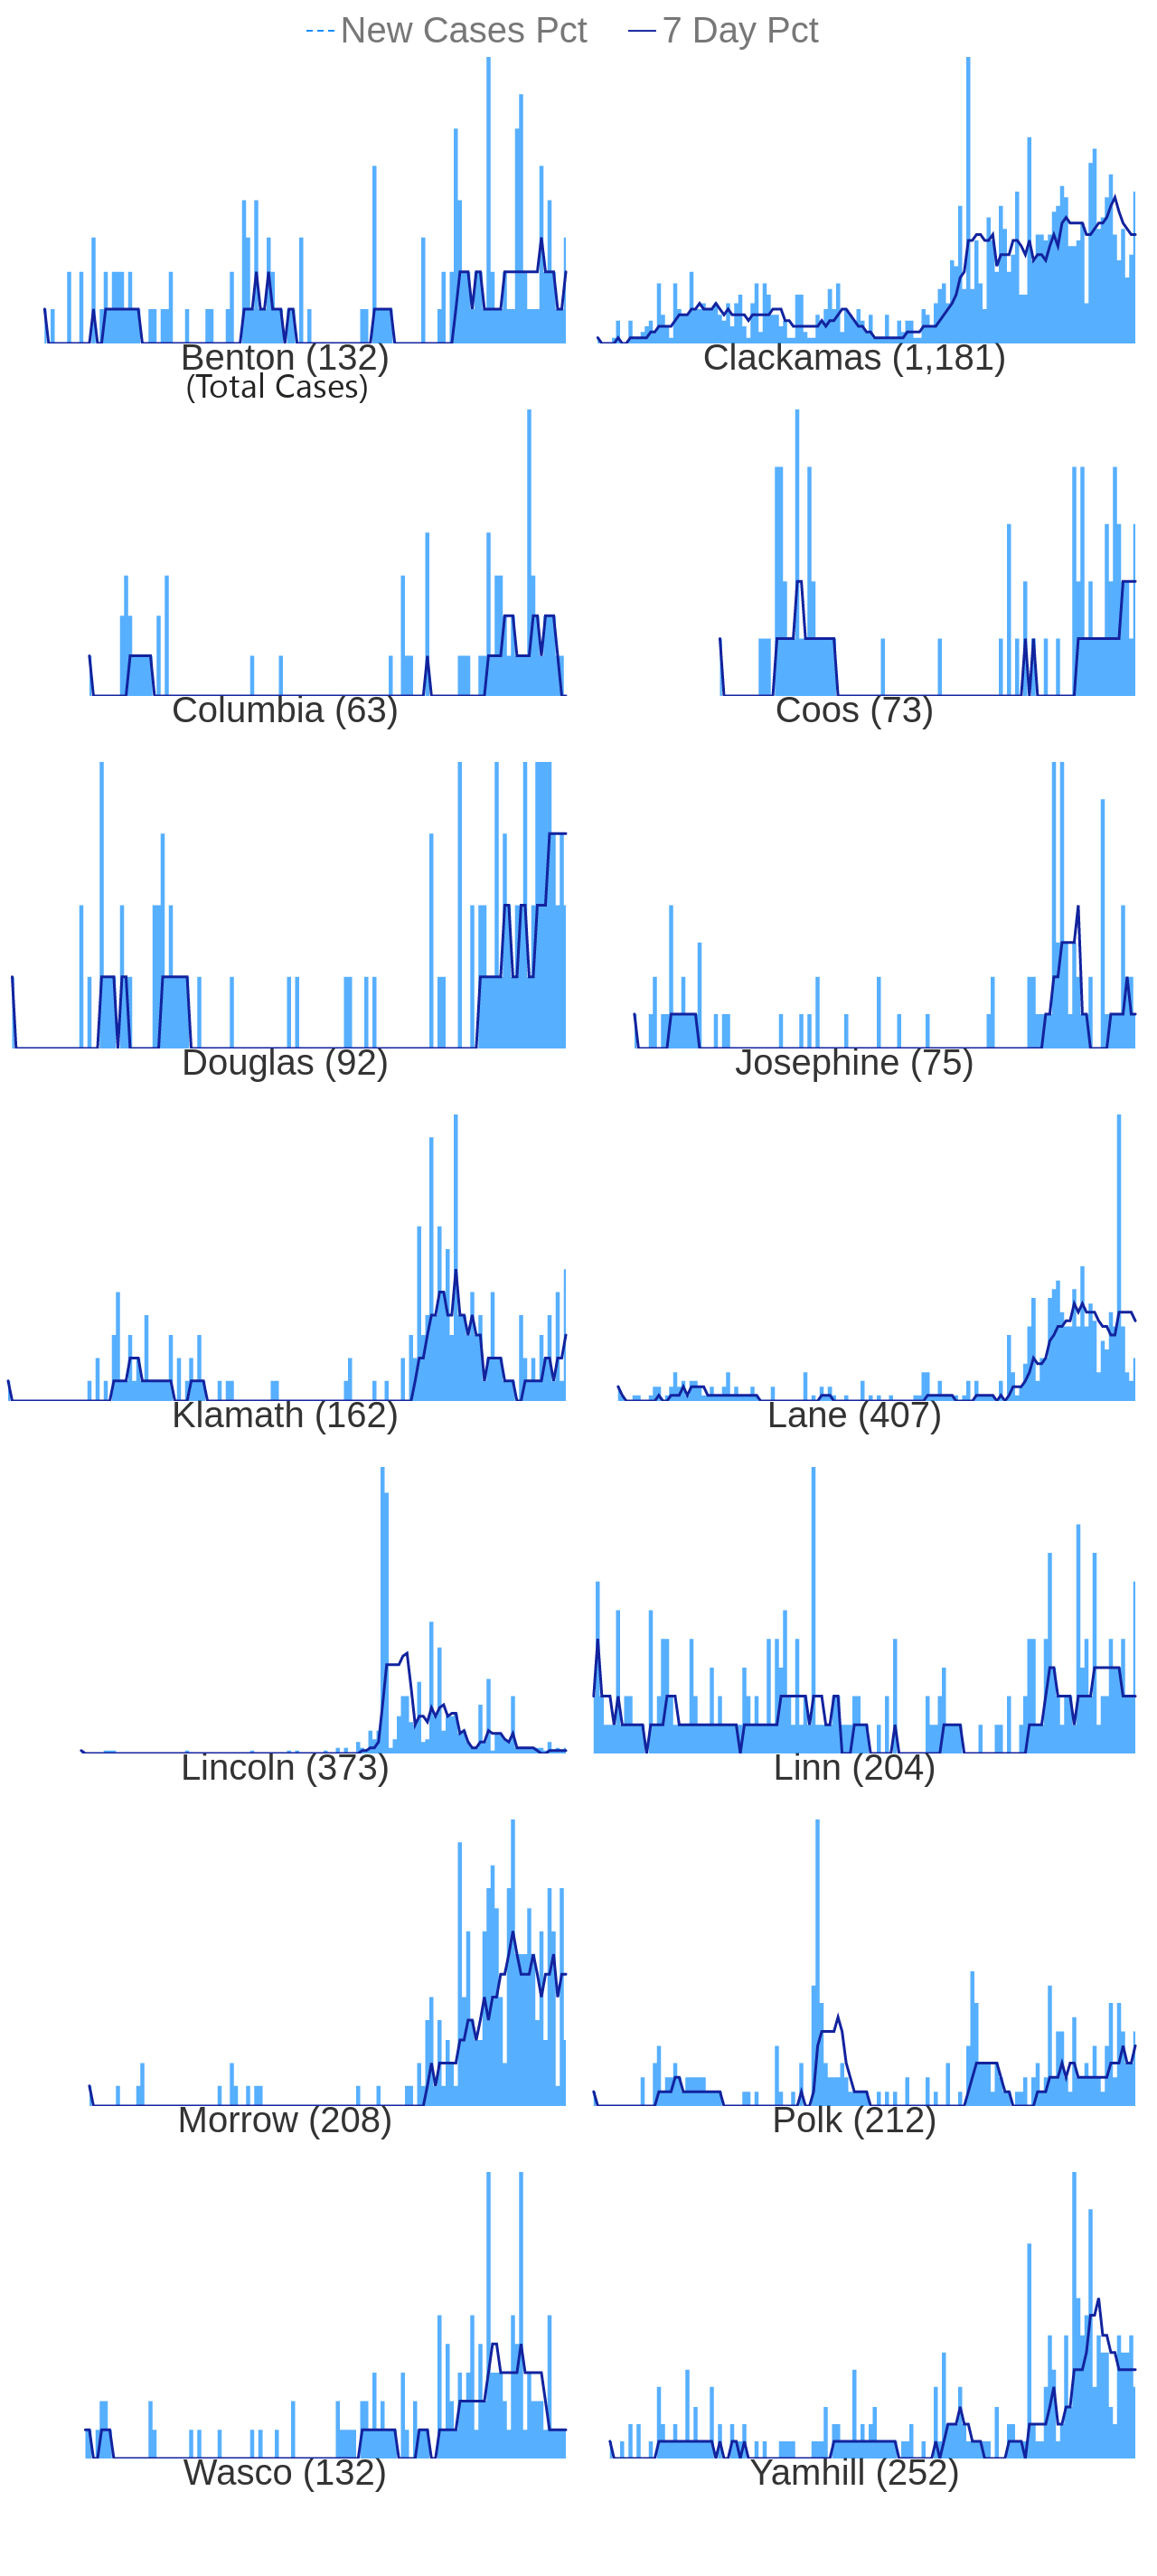 New Cases Pct 7 Day Pct
Benton (132) Clackamas (1,181)
(Total Cases)
Columbia (63) Coos (73)
Douglas (92) Josephine (75)
Klamath (162) Lane (407)
Lincoln (373) Linn (204)
Morrow (208) Polk (212)
Wasco (132) Yamhill (252)